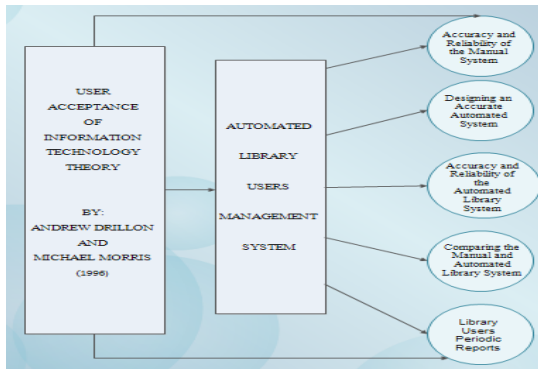 USER
ACCEPTANCE
OF
INFORMATION
TECHNOLOGY
THEORY
BY:
ANDREW DRILLON
AND
MICHAEL MORRIS
(1996)
AUTOMATED
LIBRARY
USERS
MANAGEMENT
SYSTEM
Accuracy and
Reliability of
the Manual
System
Designing an
Accurate
Automated
System
Accuracy and
Reliability of
the
Automated
Library
System
Comparing the
Manual and
Automated
Library System
Library
Users
Periodic
Reports